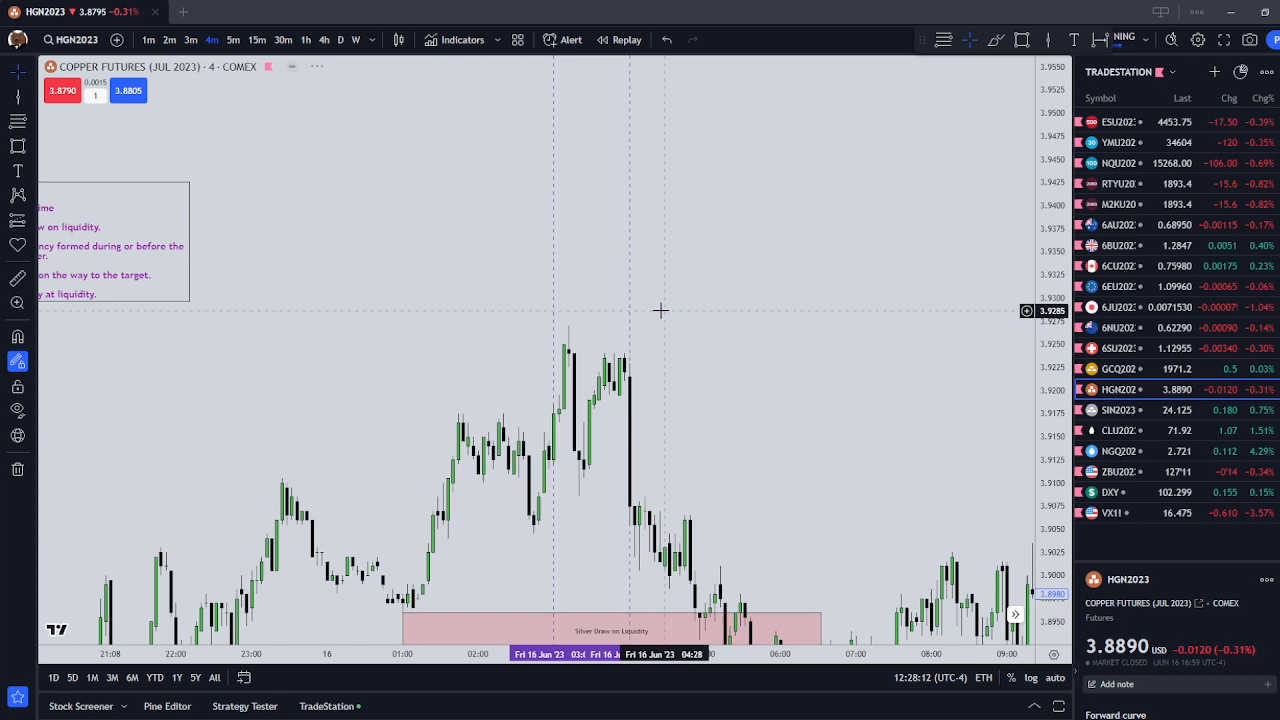 HGN2023 ▼ 3.8795 −0.31%
HGN2023 1m 2m 3m 4m 5m 15m 30m 1h 4h D W Indicators Alert Replay
COPPER FUTURES (JUL 2023) · 4 · COMEX
3.8790 0.0015 1 3.8805
ime
w on liquidity.
ncy formed during or before the
er.
on the way to the target.
y at liquidity.
Silver Draw on Liquidity
3.9550
3.9525
3.9500
3.9475
3.9450
3.9425
3.9400
3.9375
3.9350
3.9325
3.9300
3.9285
3.9275
3.9250
3.9225
3.9200
3.9175
3.9150
3.9125
3.9100
3.9075
3.9050
3.9025
3.9000
3.8980
3.8950
21:08 22:00 23:00 16 01:00 02:00 Fri 16 Jun '23 Fri 16 Ju Fri 16 Jun '23 04:28 06:00 07:00 08:00 09:00
1D 5D 1M 3M 6M YTD 1Y 5Y All 12:28:12 (UTC-4) ETH % log auto
Stock Screener Pine Editor Strategy Tester TradeStation
TRADESTATION
Symbol Last Chg Chg%
ESU202 4453.75 −17.50 −0.39%
YMU202 34604 −120 −0.35%
NQU202 15268.00 −106.00 −0.69%
RTYU20 1893.4 −15.6 −0.82%
M2KU20 1893.4 −15.6 −0.82%
6AU202 0.68950 −0.00115 −0.17%
6BU202 1.2847 0.0051 0.40%
6CU202 0.75980 0.00175 0.23%
6EU202 1.09960 −0.00065 −0.06%
6JU202 0.0071530 −0.00007 −1.04%
6NU202 0.62290 −0.00090 −0.14%
6SU202 1.12955 −0.00340 −0.30%
GCQ202 1971.2 0.5 0.03%
HGN202 3.8890 −0.0120 −0.31%
SIN2023 24.125 0.180 0.75%
CLU202 71.92 1.07 1.51%
NGQ202 2.721 0.112 4.29%
ZBU202 127'11 −0'14 −0.34%
DXY 102.299 0.155 0.15%
VX1! 16.475 −0.610 −3.57%
HGN2023
COPPER FUTURES (JUL 2023) • COMEX
Futures
3.8890 USD −0.0120 (−0.31%)
MARKET CLOSED (JUN 16 16:59 UTC-4)
Add note
Forward curve